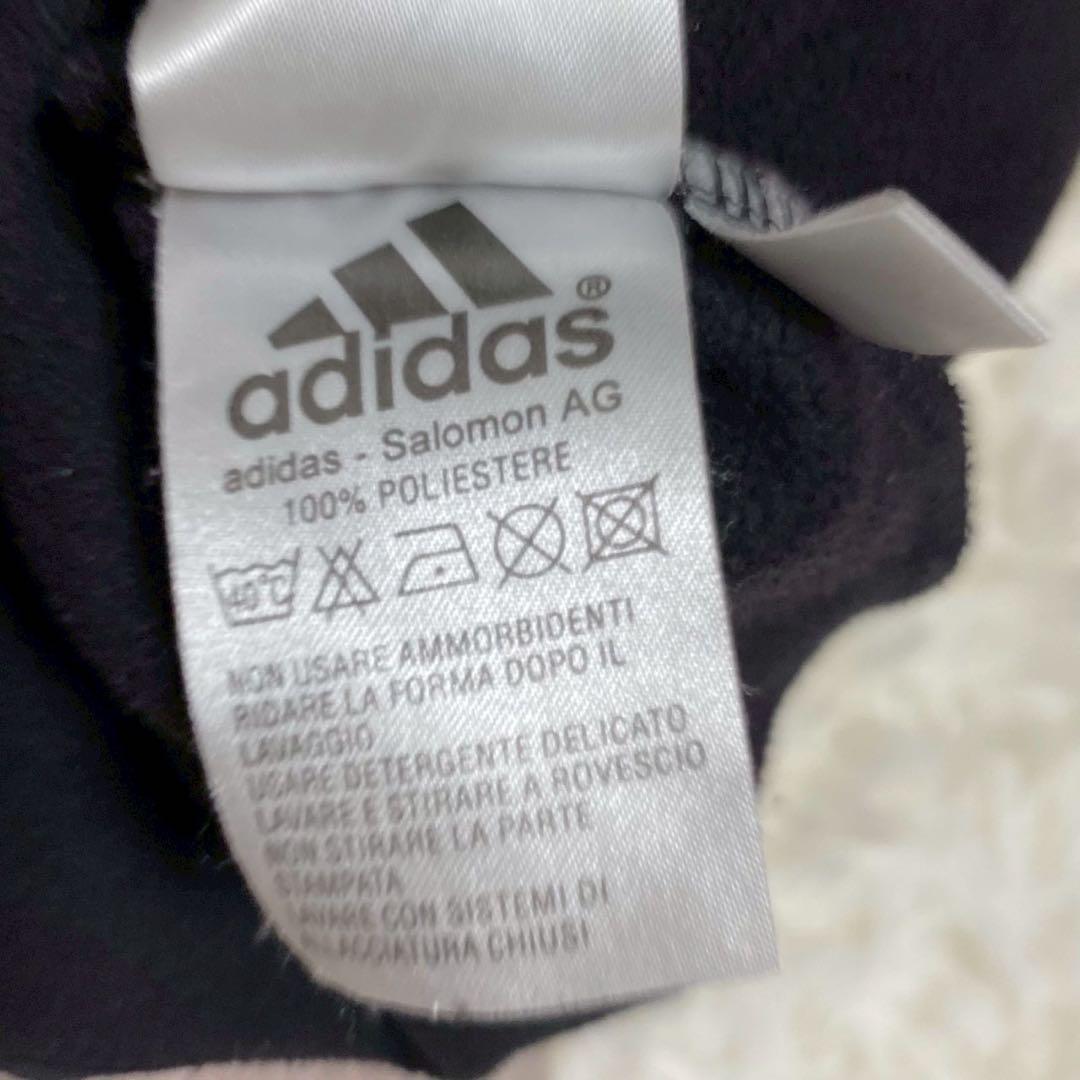 adidas®
adidas - Salomon AG
100% POLIESTERE
40°C
NON USARE AMMORBIDENTI
RIDARE LA FORMA DOPO IL
LAVAGGIO
USARE DETERGENTE DELICATO
LAVARE E STIRARE A ROVESCIO
NON STIRARE LA PARTE
STAMPATA
LAVARE CON SISTEMI DI
ALLACCIATURA CHIUSI